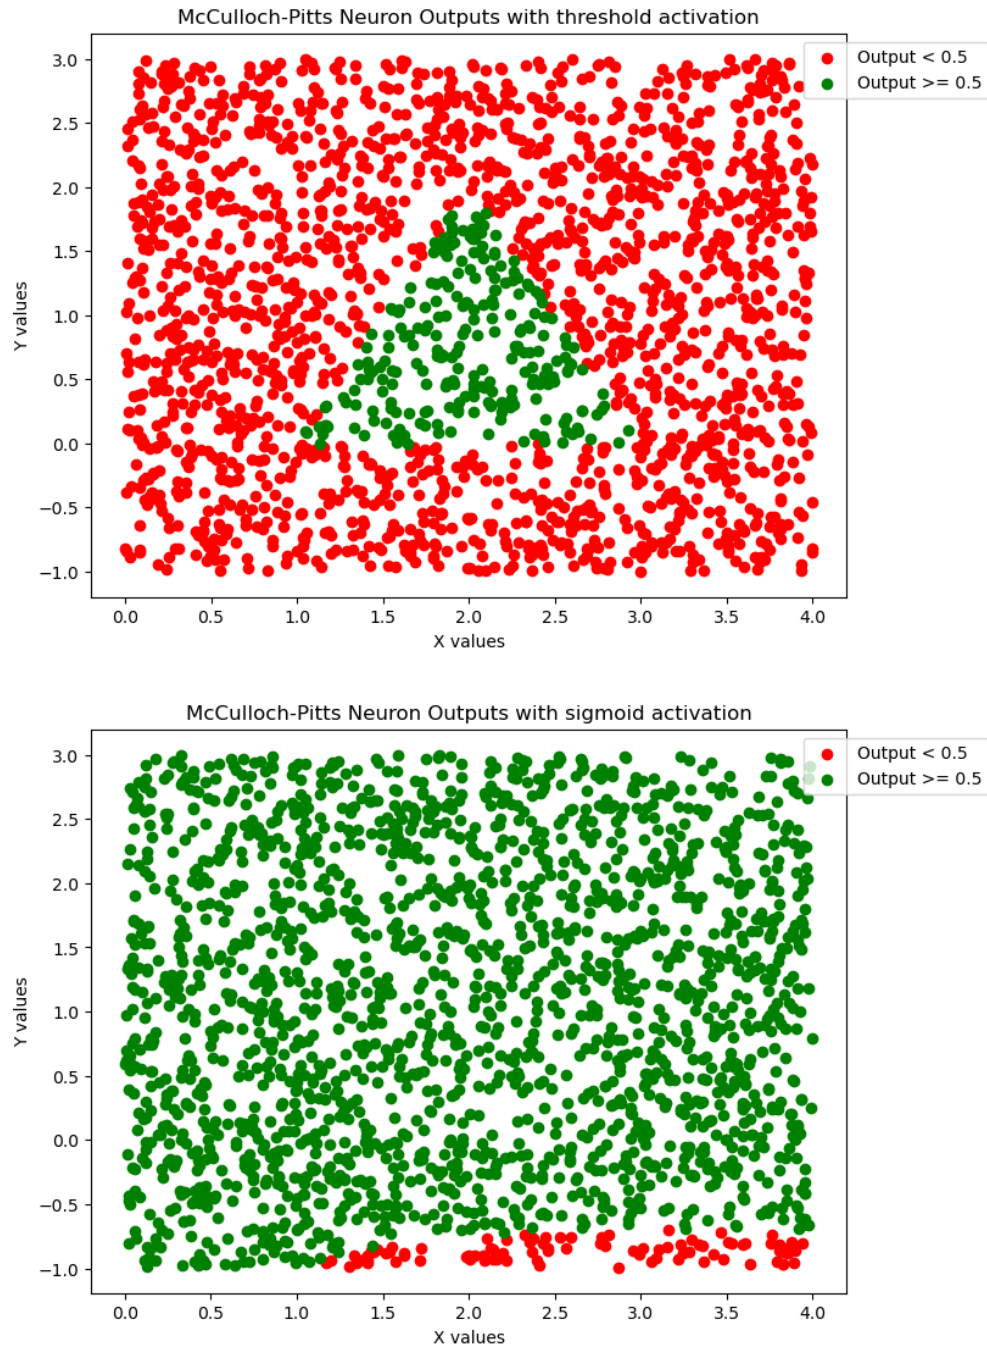 McCulloch-Pitts Neuron Outputs with threshold activation
Output < 0.5
Output >= 0.5
3.0
2.5
2.0
1.5
1.0
0.5
0.0
−0.5
−1.0
Y values
0.0 0.5 1.0 1.5 2.0 2.5 3.0 3.5 4.0
X values
McCulloch-Pitts Neuron Outputs with sigmoid activation
Output < 0.5
Output >= 0.5
3.0
2.5
2.0
1.5
1.0
0.5
0.0
−0.5
−1.0
Y values
0.0 0.5 1.0 1.5 2.0 2.5 3.0 3.5 4.0
X values